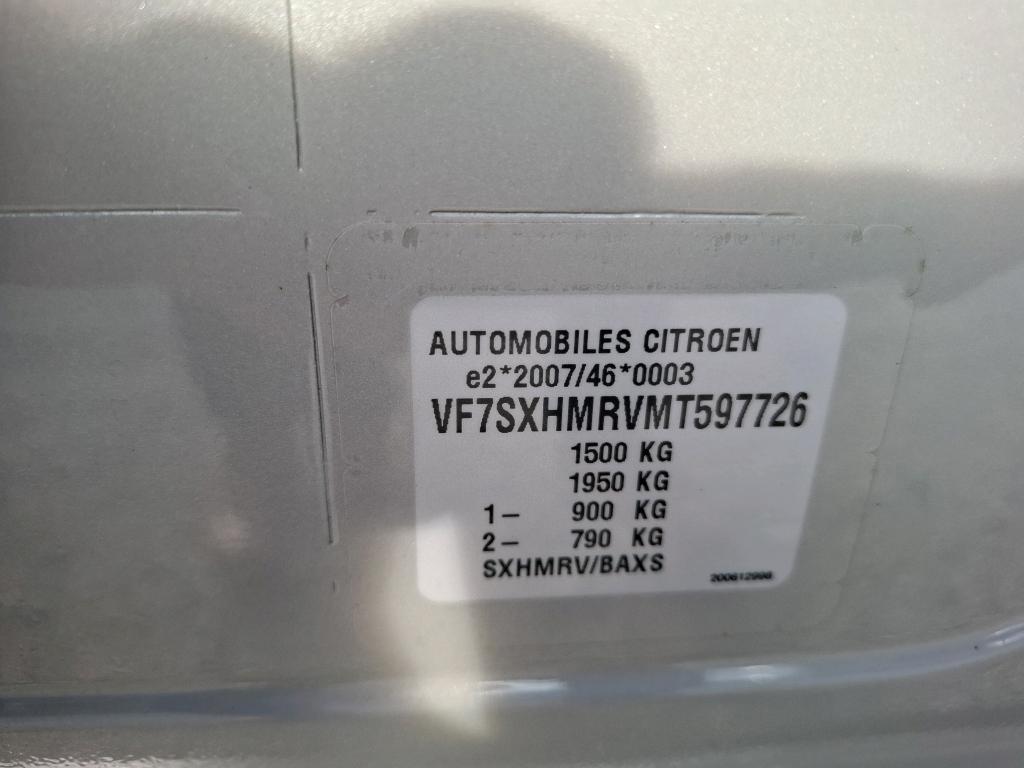 AUTOMOBILES CITROEN
e2*2007/46*0003
VF7SXHMRVMT597726
1500 KG
1950 KG
1- 900 KG
2- 790 KG
SXHMRV/BAXS